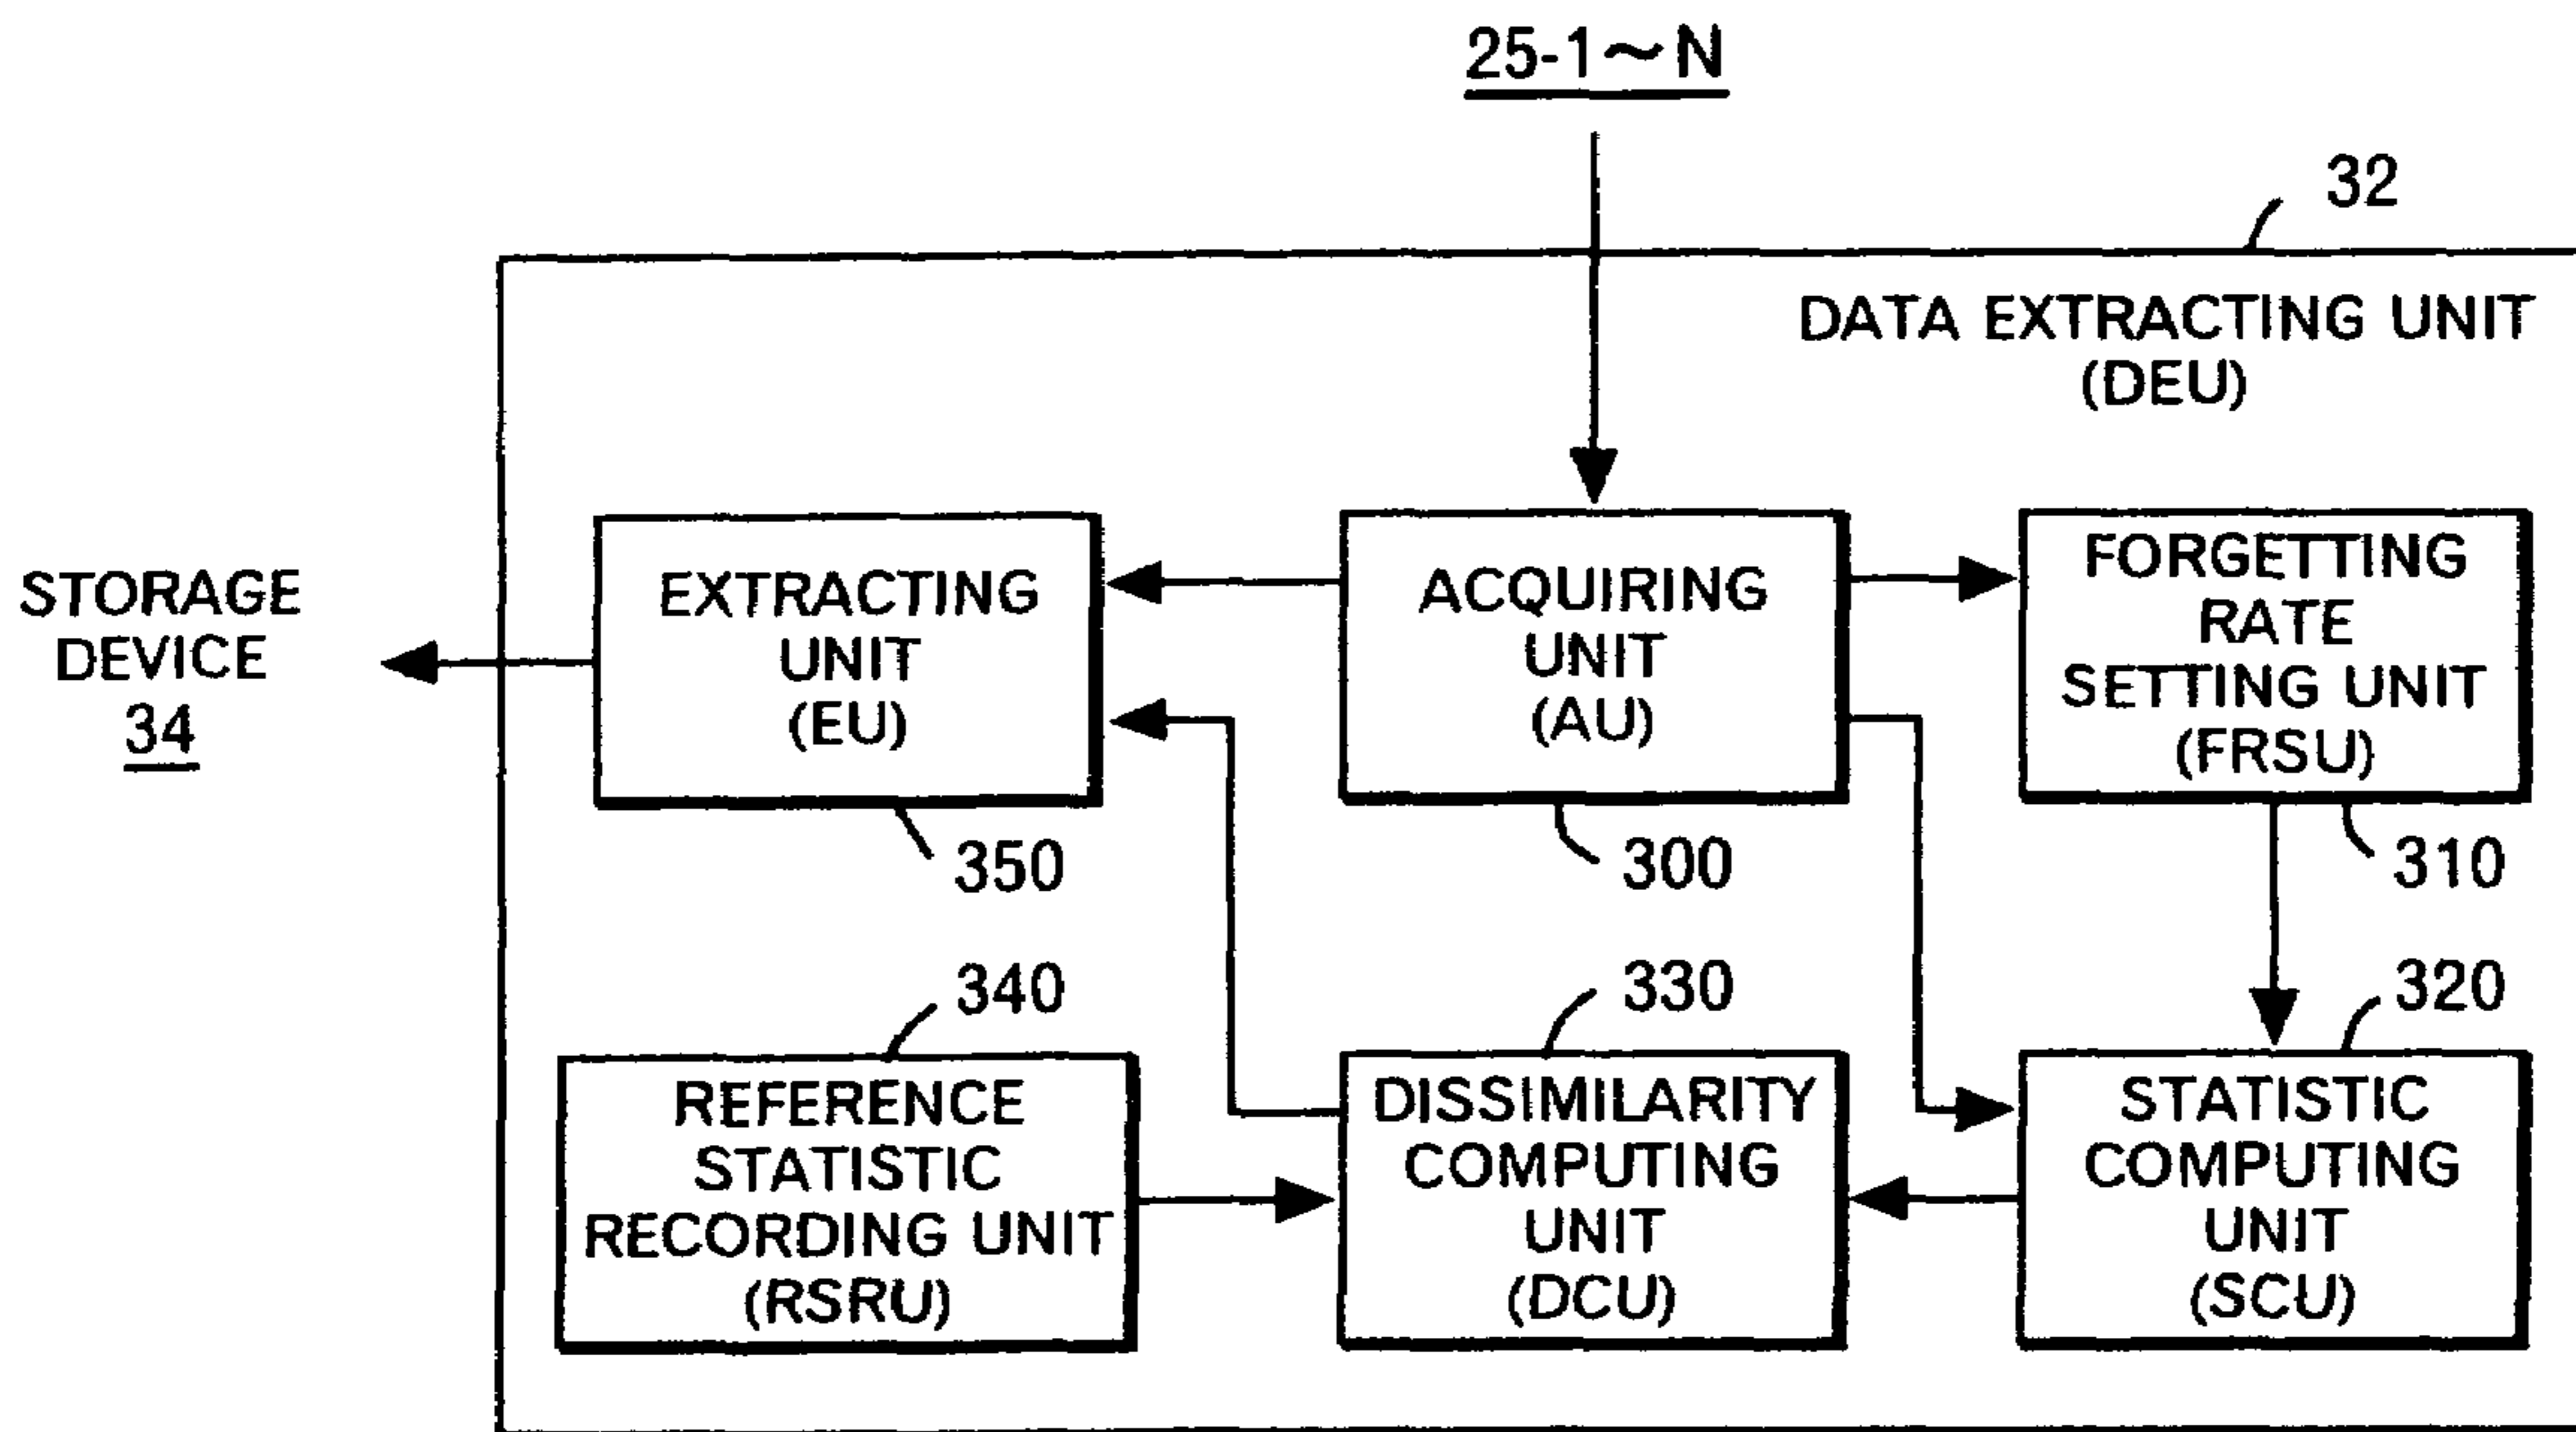 25-1~N
32
DATA EXTRACTING UNIT
(DEU)
STORAGE
DEVICE
34
EXTRACTING
UNIT
(EU)
350
ACQUIRING
UNIT
(AU)
300
FORGETTING
RATE
SETTING UNIT
(FRSU)
310
340
REFERENCE
STATISTIC
RECORDING UNIT
(RSRU)
330
DISSIMILARITY
COMPUTING
UNIT
(DCU)
320
STATISTIC
COMPUTING
UNIT
(SCU)